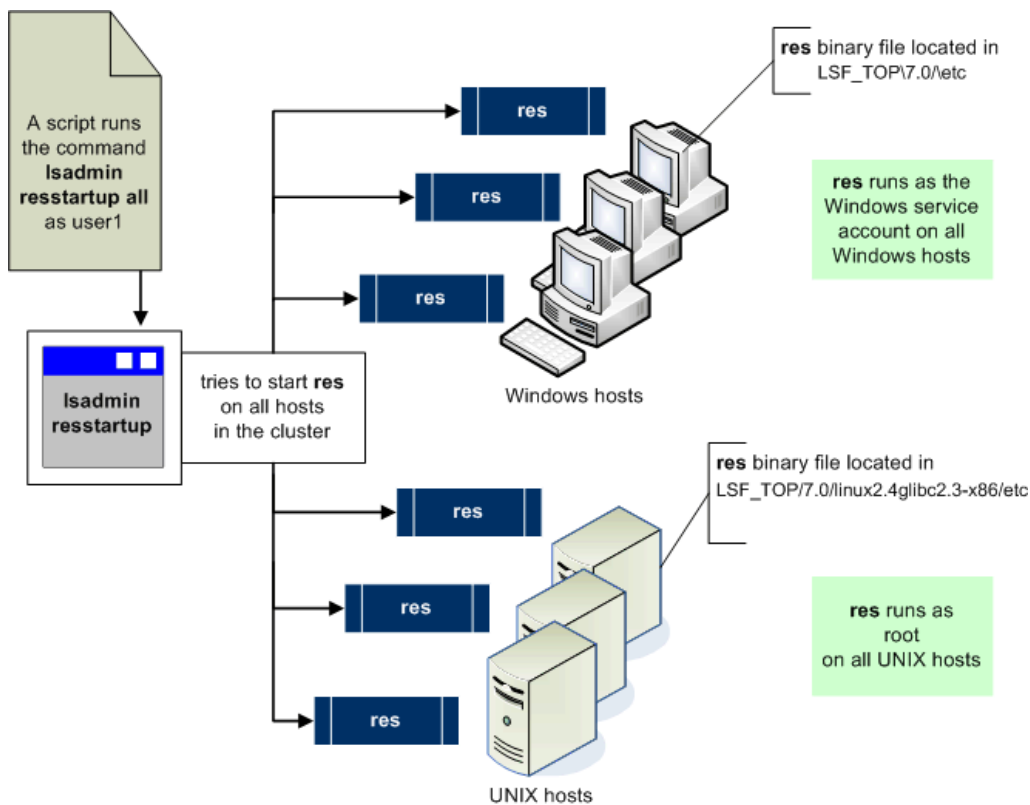 A script runs
the command
lsadmin
resstartup all
as user1
lsadmin
resstartup
tries to start res
on all hosts
in the cluster
res
res
res
res binary file located in
LSF_TOP\7.0/\etc
Windows hosts
res runs as the
Windows service
account on all
Windows hosts
res
res
res
res binary file located in
LSF_TOP/7.0/linux2.4glibc2.3-x86/etc
UNIX hosts
res runs as
root
on all UNIX hosts